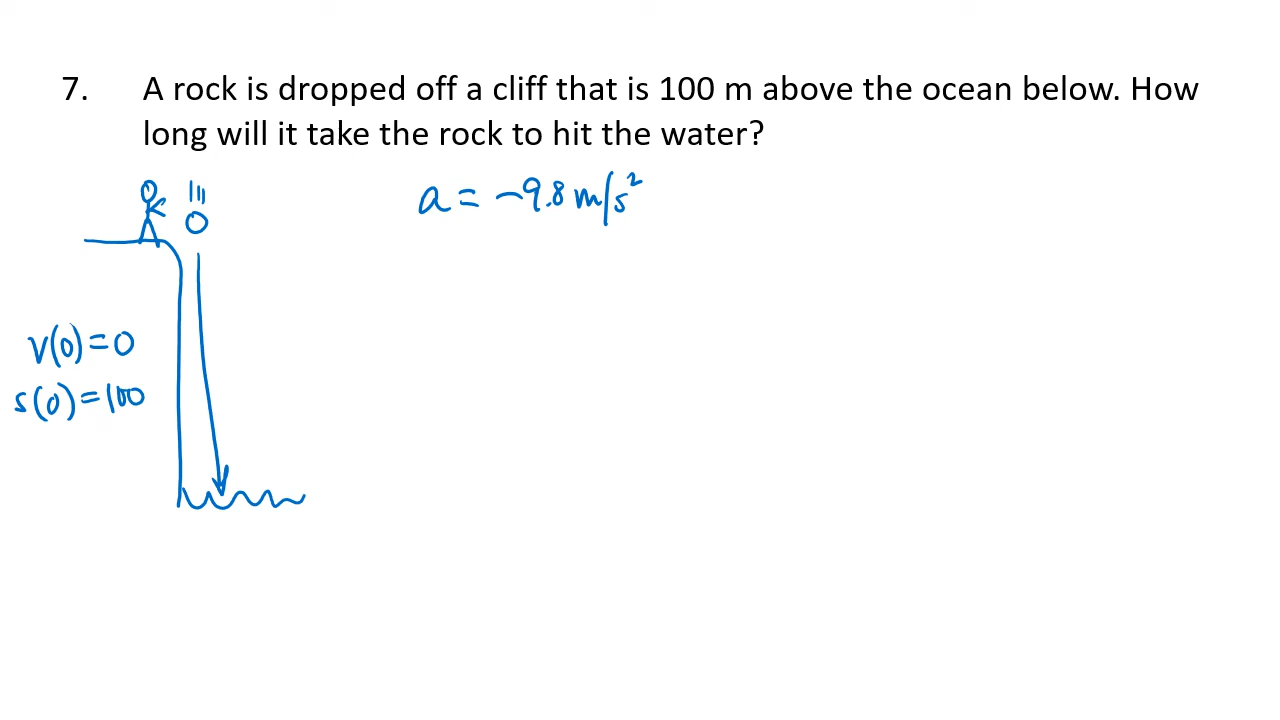 7. A rock is dropped off a cliff that is 100 m above the ocean below. How
long will it take the rock to hit the water?
a = -9.8 m/s²
v(0) = 0
s(0) = 100